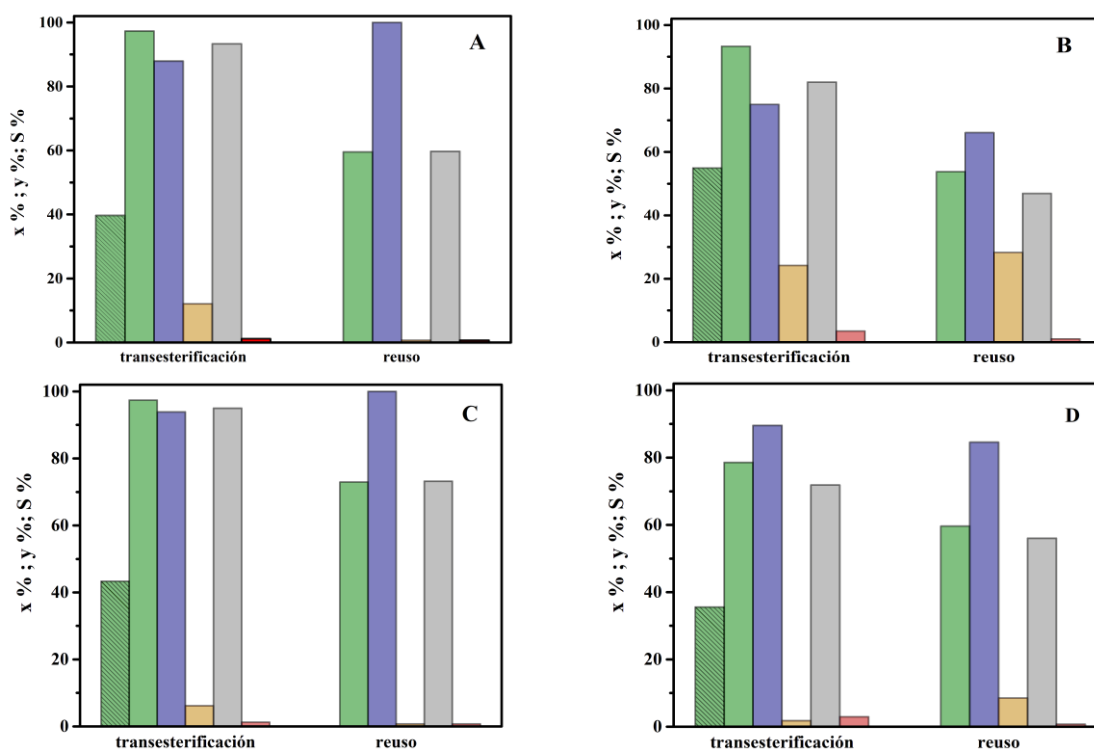 A
x % ; y %; S %
100
80
60
40
20
0
transesterificación reuso
B
x % ; y %; S %
100
80
60
40
20
0
transesterificación reuso
C
x % ; y %; S %
100
80
60
40
20
0
transesterificación reuso
D
x % ; y %; S %
100
80
60
40
20
0
transesterificación reuso